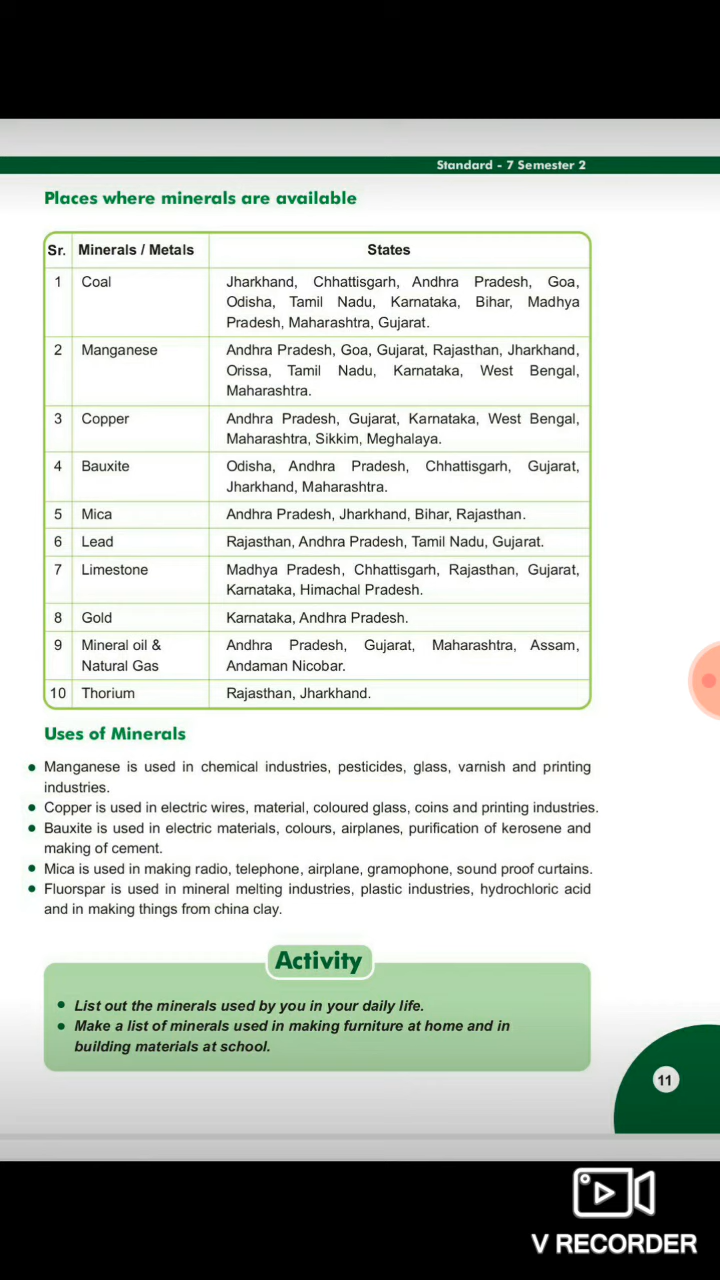 Standard - 7 Semester 2
Places where minerals are available
Sr. Minerals / Metals States
1 Coal Jharkhand, Chhattisgarh, Andhra Pradesh, Goa,
Odisha, Tamil Nadu, Karnataka, Bihar, Madhya
Pradesh, Maharashtra, Gujarat.
2 Manganese Andhra Pradesh, Goa, Gujarat, Rajasthan, Jharkhand,
Orissa, Tamil Nadu, Karnataka, West Bengal,
Maharashtra.
3 Copper Andhra Pradesh, Gujarat, Karnataka, West Bengal,
Maharashtra, Sikkim, Meghalaya.
4 Bauxite Odisha, Andhra Pradesh, Chhattisgarh, Gujarat,
Jharkhand, Maharashtra.
5 Mica Andhra Pradesh, Jharkhand, Bihar, Rajasthan.
6 Lead Rajasthan, Andhra Pradesh, Tamil Nadu, Gujarat.
7 Limestone Madhya Pradesh, Chhattisgarh, Rajasthan, Gujarat,
Karnataka, Himachal Pradesh.
8 Gold Karnataka, Andhra Pradesh.
9 Mineral oil & Andhra Pradesh, Gujarat, Maharashtra, Assam,
Natural Gas Andaman Nicobar.
10 Thorium Rajasthan, Jharkhand.
Uses of Minerals
• Manganese is used in chemical industries, pesticides, glass, varnish and printing
industries.
• Copper is used in electric wires, material, coloured glass, coins and printing industries.
• Bauxite is used in electric materials, colours, airplanes, purification of kerosene and
making of cement.
• Mica is used in making radio, telephone, airplane, gramophone, sound proof curtains.
• Fluorspar is used in mineral melting industries, plastic industries, hydrochloric acid
and in making things from china clay.
Activity
• List out the minerals used by you in your daily life.
• Make a list of minerals used in making furniture at home and in
building materials at school.
11
V RECORDER